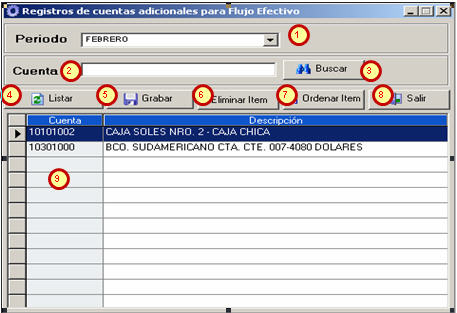 Registros de cuentas adicionales para Flujo Efectivo
Periodo FEBRERO 1
Cuenta 2 Buscar 3
4 Listar 5 Grabar 6 Eliminar Item 7 Ordenar Item 8 Salir
Cuenta Descripción
10101002 CAJA SOLES NRO. 2 - CAJA CHICA
10301000 BCO. SUDAMERICANO CTA. CTE. 007-4080 DOLARES
9